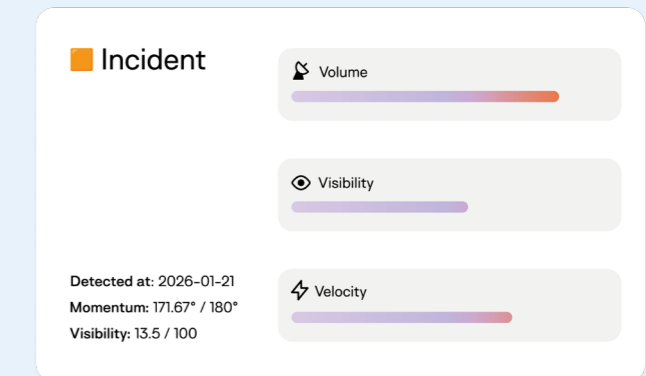 Incident
Volume
Visibility
Velocity
Detected at: 2026-01-21
Momentum: 171.67° / 180°
Visibility: 13.5 / 100